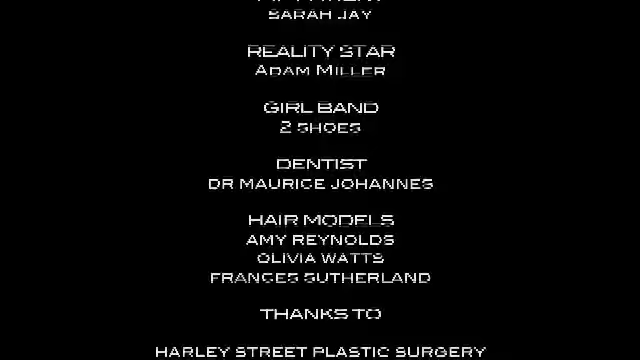 SARAH JAY
REALITY STAR
ADAM MILLER
GIRL BAND
2 SHOES
DENTIST
DR MAURICE JOHANNES
HAIR MODELS
AMY REYNOLDS
OLIVIA WATTS
FRANCES SUTHERLAND
THANKS TO
HARLEY STREET PLASTIC SURGERY